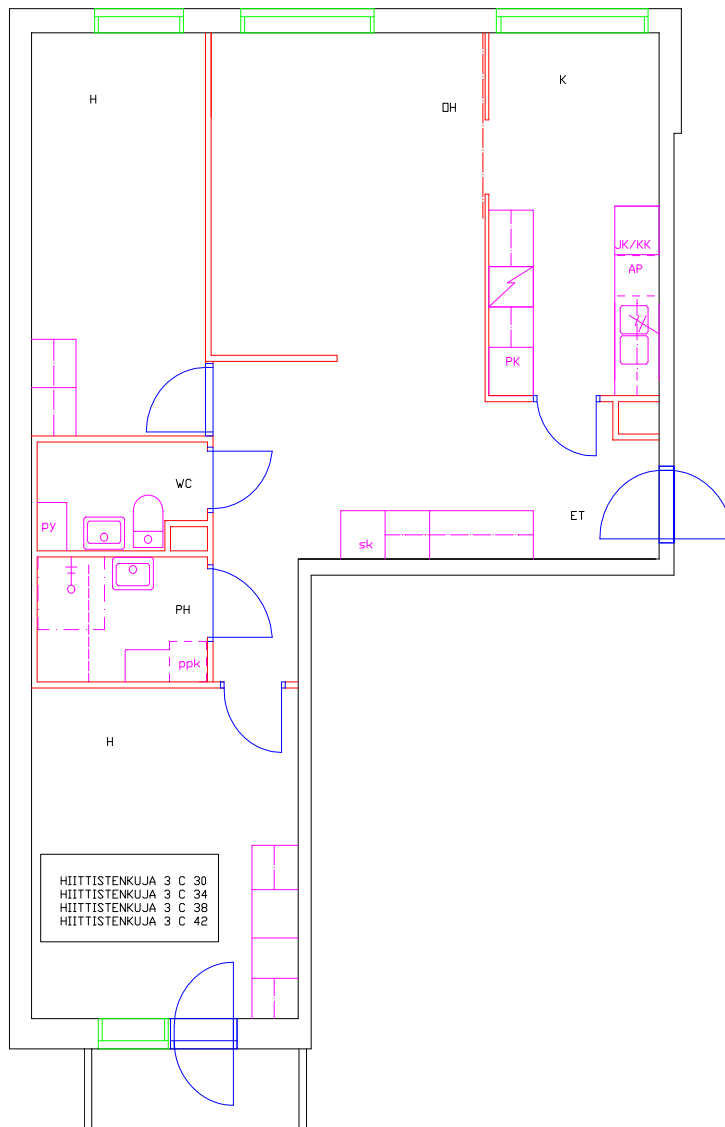 K
H
OH
JK/KK
AP
PK
WC
ET
py
sk
PH
ppk
H
HIITTISTENKUJA 3 C 30
HIITTISTENKUJA 3 C 34
HIITTISTENKUJA 3 C 38
HIITTISTENKUJA 3 C 42